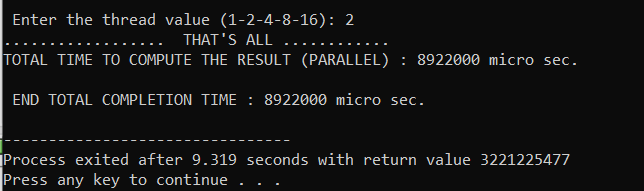 Enter the thread value (1-2-4-8-16): 2
.................. THAT'S ALL ............
TOTAL TIME TO COMPUTE THE RESULT (PARALLEL) : 8922000 micro sec.
END TOTAL COMPLETION TIME : 8922000 micro sec.
--------------------------------
Process exited after 9.319 seconds with return value 3221225477
Press any key to continue . . .